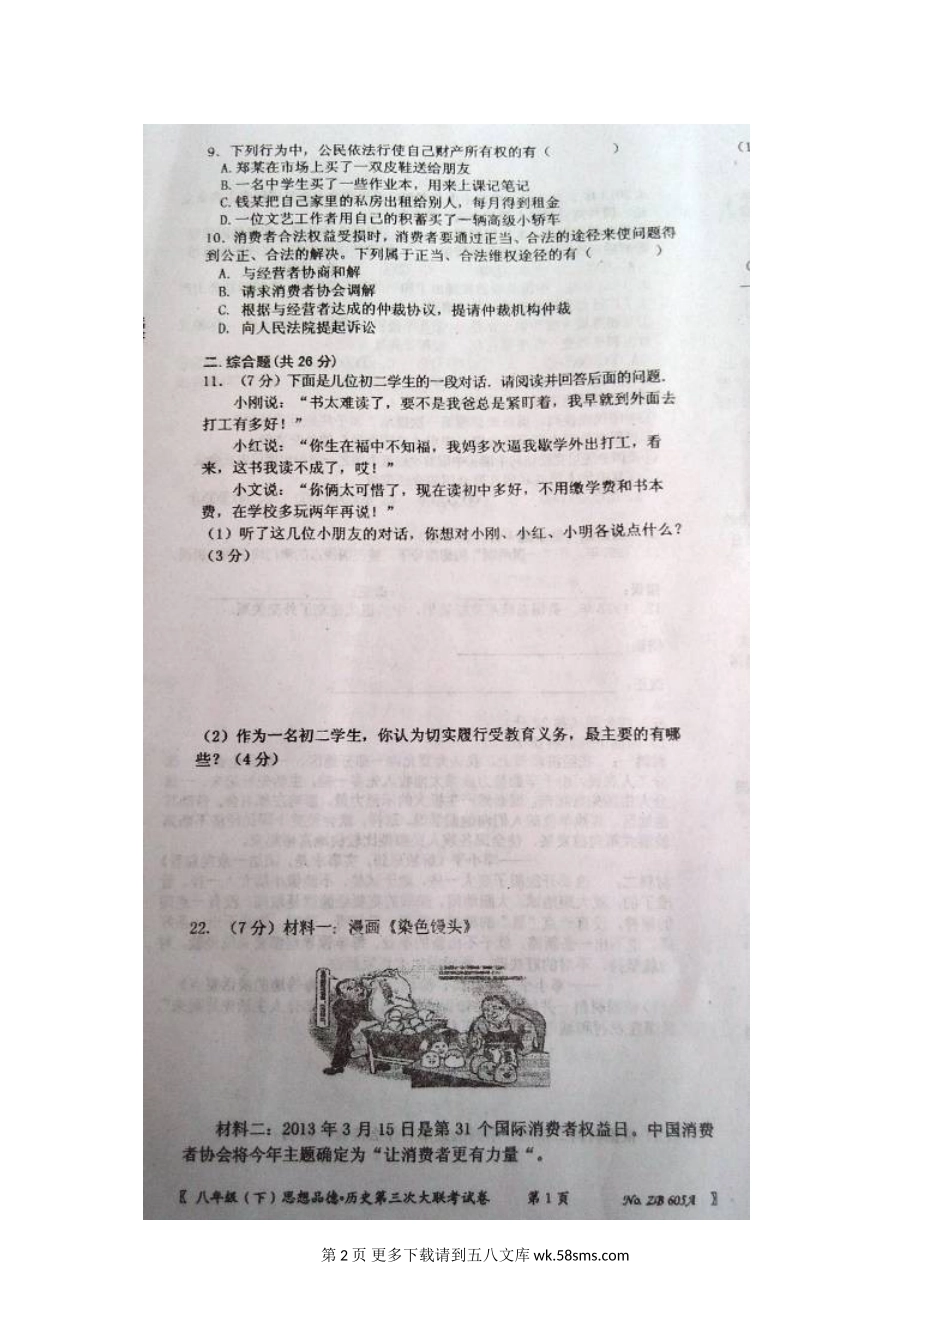 9. 下列行为中，公民依法行使自己财产所有权的有（　　）
A. 郑某在市场上买了一双皮鞋送给朋友
B. 一名中学生买了一些作业本，用来上课记笔记
C. 钱某把自己家里的私房出租给别人，每月得到租金
D. 一位文艺工作者用自己的积蓄买了一辆高级小轿车
10. 消费者合法权益受损时，消费者要通过正当、合法的途径来使问题得
到公正、合法的解决。下列属于正当、合法维权途径的有（　　）
A. 与经营者协商和解
B. 请求消费者协会调解
C. 根据与经营者达成的仲裁协议，提请仲裁机构仲裁
D. 向人民法院提起诉讼
二.综合题(共 26 分)
11. （7 分）下面是几位初二学生的一段对话．请阅读并回答后面的问题．
小刚说：“书太难读了，要不是我爸总是紧盯着，我早就到外面去
打工有多好！”
小红说：“你生在福中不知福，我妈多次逼我歇学外出打工，看
来，这书我读不成了，哎！”
小文说：“你俩太可惜了，现在读初中多好，不用缴学费和书本
费，在学校多玩两年再说！”
（1）听了这几位小朋友的对话，你想对小刚、小红、小明各说点什么？
（3 分）
（2）作为一名初二学生，你认为切实履行受教育义务，最主要的有哪
些？（4 分）
22. （7 分）材料一：漫画《染色馒头》
材料二：2013 年 3 月 15 日是第 31 个国际消费者权益日。中国消费
者协会将今年主题确定为“让消费者更有力量“。
〖 八年级（下）思想品德•历史第三次大联考试卷　第 1 页　No. ZB 605A 〗
第 2 页 更多下载请到五八文库 wk.58sms.com